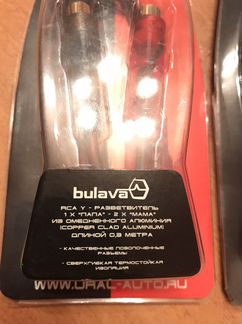 bulava
RCA Y - РАЗВЕТВИТЕЛЬ
1 X "ПАПА" - 2 X "МАМА"
ИЗ ОМЕДНЕННОГО АЛЮМИНИЯ
(COPPER CLAD ALUMINIUM)
ДЛИНОЙ 0,3 МЕТРА
- КАЧЕСТВЕННЫЕ ПОЗОЛОЧЕННЫЕ
РАЗЪЕМЫ
- СВЕРХГИБКАЯ ТЕРМОСТОЙКАЯ
ИЗОЛЯЦИЯ
WWW.URAL-AUTO.RU